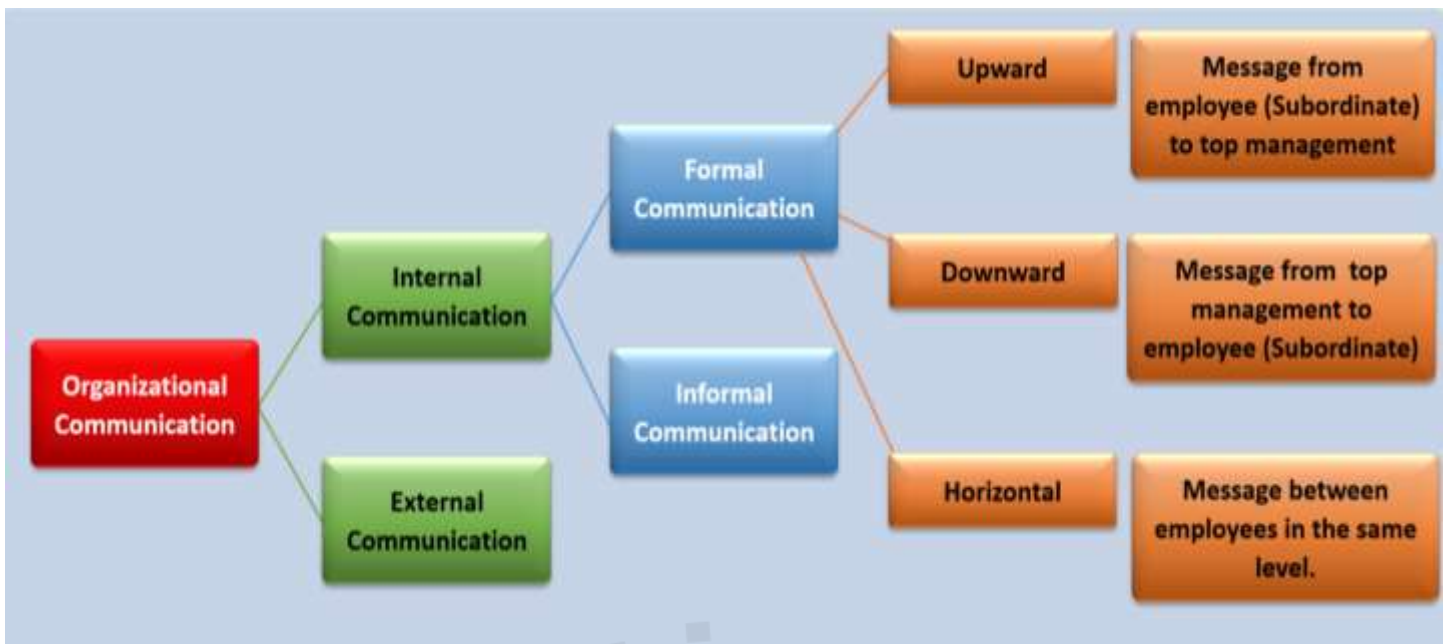 Organizational
Communication
Internal
Communication
External
Communication
Formal
Communication
Informal
Communication
Upward
Message from
employee (Subordinate)
to top management
Downward
Message from top
management to
employee (Subordinate)
Horizontal
Message between
employees in the same
level.